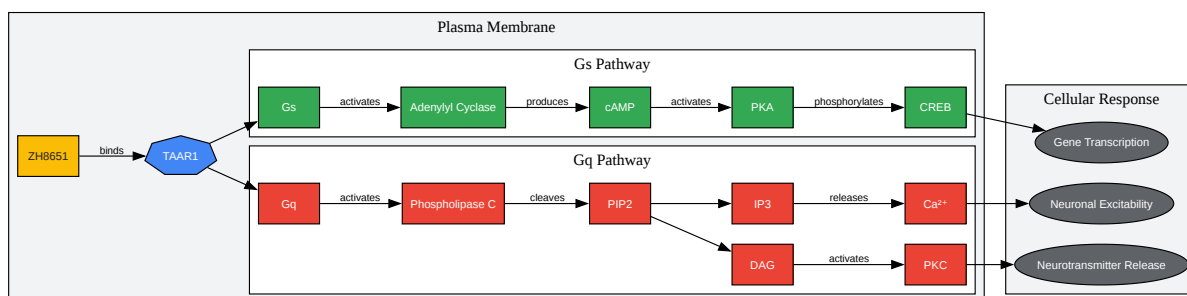 Plasma Membrane
Gs Pathway
Cellular Response
Gs
activates
Adenylyl Cyclase
produces
cAMP
activates
PKA
phosphorylates
CREB
Gene Transcription
ZH8651
binds
TAAR1
Gq Pathway
Gq
activates
Phospholipase C
cleaves
PIP2
IP3
releases
Ca²⁺
Neuronal Excitability
DAG
activates
PKC
Neurotransmitter Release